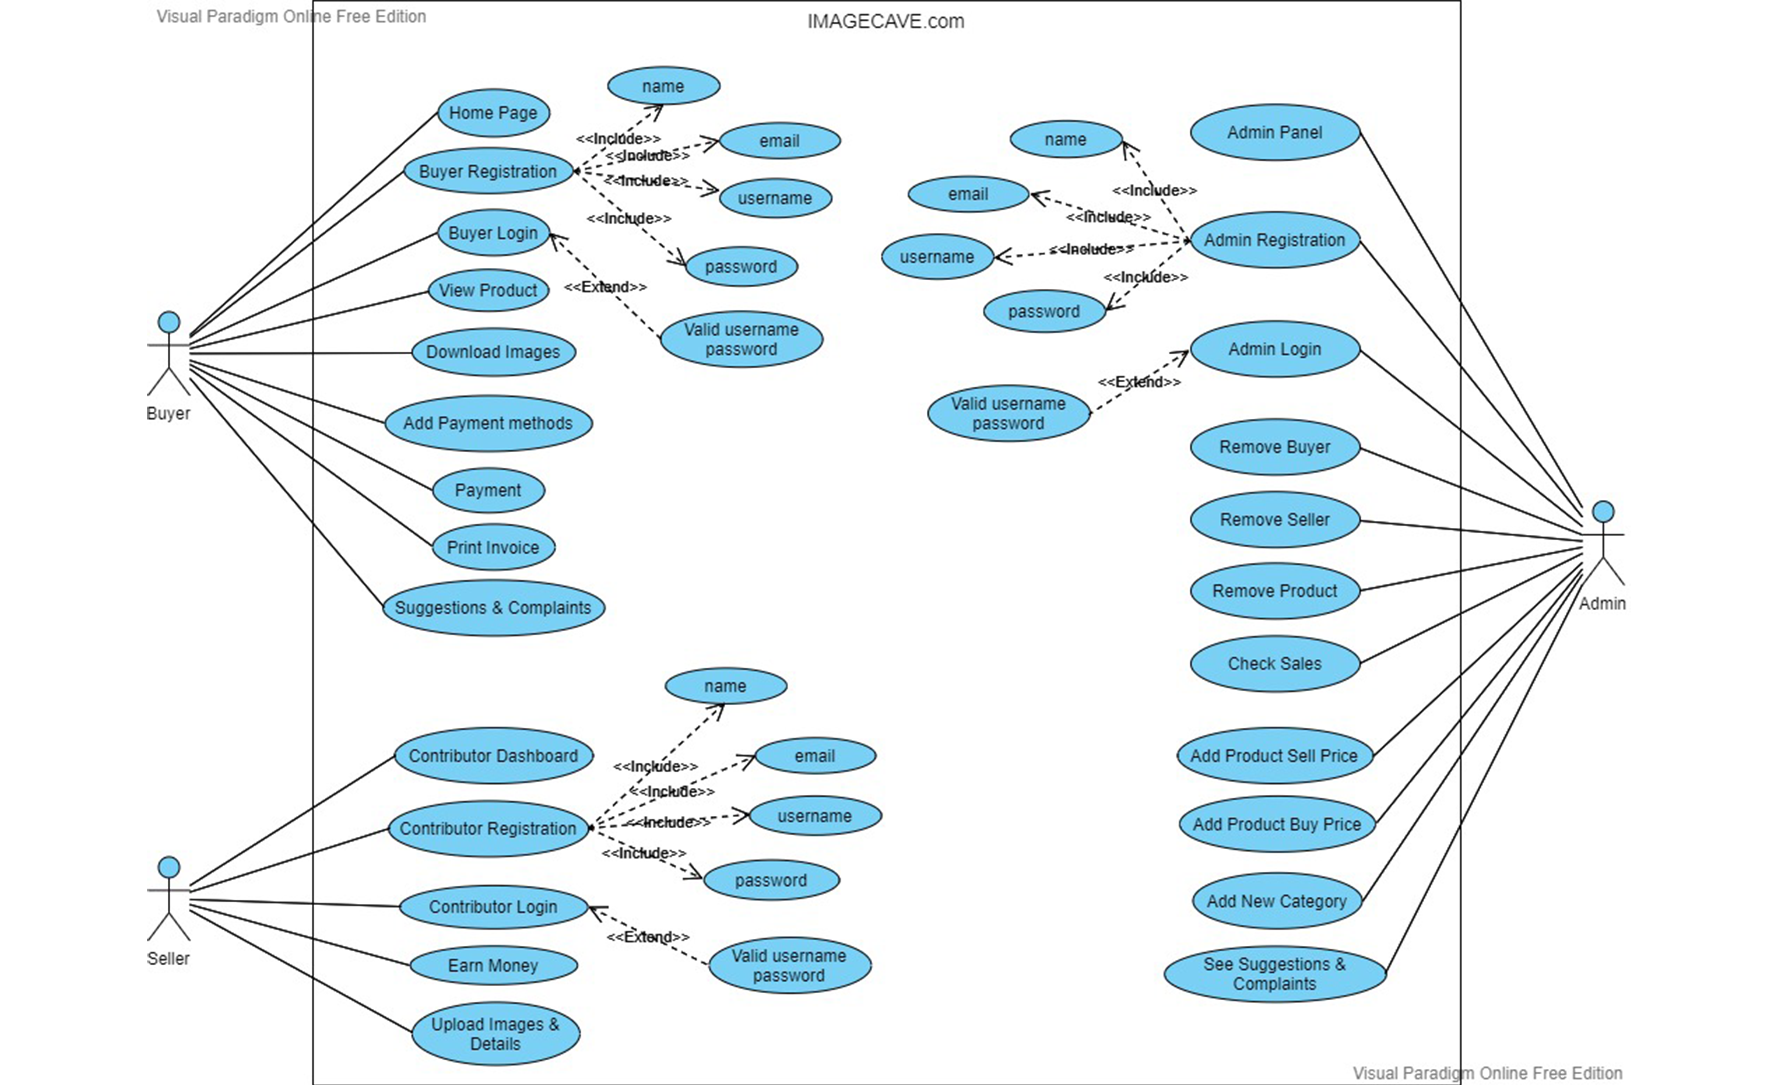 Visual Paradigm Online Free Edition
IMAGECAVE.com
Home Page
Buyer Registration
Buyer Login
View Product
Download Images
Add Payment methods
Payment
Print Invoice
Suggestions & Complaints
Buyer
name
email
username
password
<<Include>>
<<Include>>
<<Include>>
<<Include>>
<<Extend>>
Valid username
password
name
email
username
password
<<Include>>
<<Include>>
<<Include>>
<<Include>>
<<Extend>>
Valid username
password
Admin Panel
Admin Registration
Admin Login
Remove Buyer
Remove Seller
Remove Product
Check Sales
Add Product Sell Price
Add Product Buy Price
Add New Category
See Suggestions &
Complaints
Admin
Contributor Dashboard
Contributor Registration
Contributor Login
Earn Money
Upload Images &
Details
Seller
name
email
username
password
<<Include>>
<<Include>>
<<Include>>
<<Include>>
<<Extend>>
Valid username
password
Visual Paradigm Online Free Edition